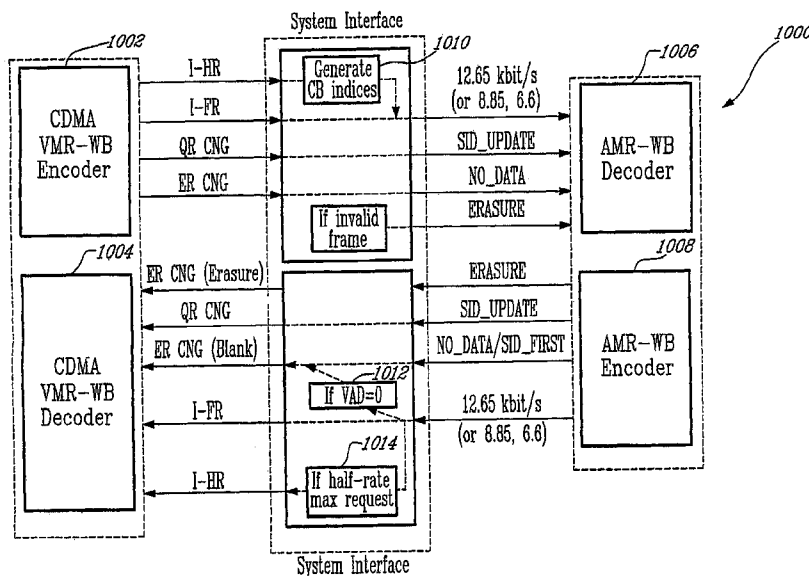 System Interface
1000
1002
CDMA
VMR-WB
Encoder
I-HR
I-FR
QR CNG
ER CNG
1010
Generate
CB indices
If invalid
frame
12.65 kbit/s
(or 8.85, 6.6)
SID_UPDATE
NO_DATA
ERASURE
1006
AMR-WB
Decoder
1004
CDMA
VMR-WB
Decoder
ER CNG (Erasure)
QR CNG
ER CNG (Blank)
I-FR
I-HR
1012
If VAD=0
1014
If half-rate
max request
ERASURE
SID_UPDATE
NO_DATA/SID_FIRST
12.65 kbit/s
(or 8.85, 6.6)
1008
AMR-WB
Encoder
System Interface